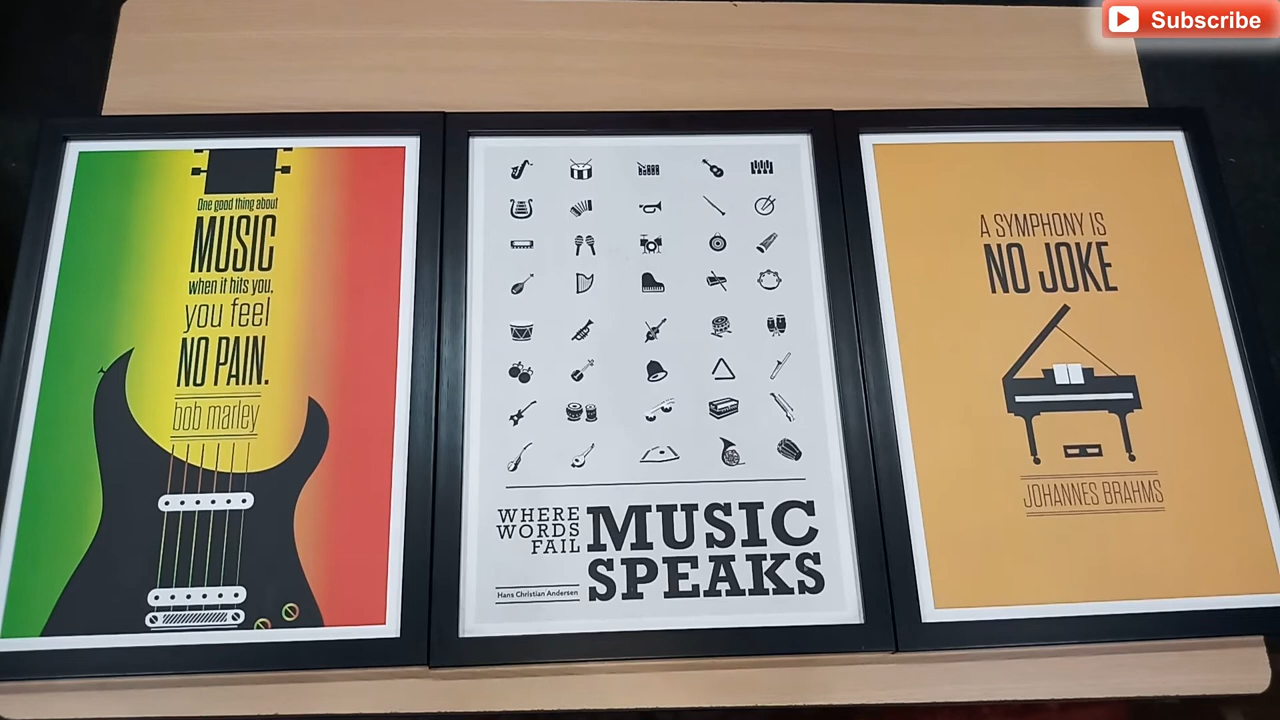 Subscribe
One good thing about
MUSIC
when it hits you,
you feel
NO PAIN.
bob marley
WHERE
WORDS
FAIL
MUSIC
SPEAKS
Hans Christian Andersen
A SYMPHONY IS
NO JOKE
JOHANNES BRAHMS